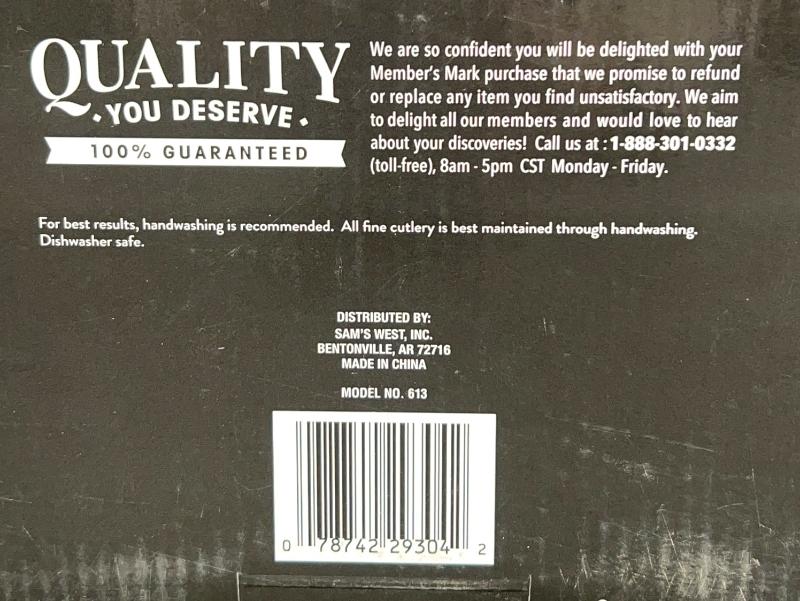 QUALITY
YOU DESERVE
100% GUARANTEED
We are so confident you will be delighted with your
Member's Mark purchase that we promise to refund
or replace any item you find unsatisfactory. We aim
to delight all our members and would love to hear
about your discoveries! Call us at : 1-888-301-0332
(toll-free), 8am - 5pm CST Monday - Friday.
For best results, handwashing is recommended. All fine cutlery is best maintained through handwashing.
Dishwasher safe.
DISTRIBUTED BY:
SAM'S WEST, INC.
BENTONVILLE, AR 72716
MADE IN CHINA
MODEL NO. 613
0 78742 29304 2